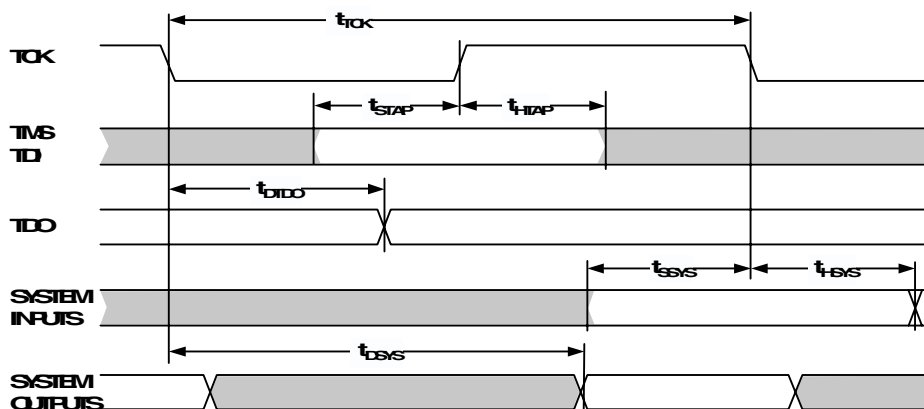 tTCK
TCK
tSTAP
tHTAP
TMS
TDI
tDTDO
TDO
tSSYS
tHSYS
SYSTEM
INPUTS
tDSYS
SYSTEM
OUTPUTS